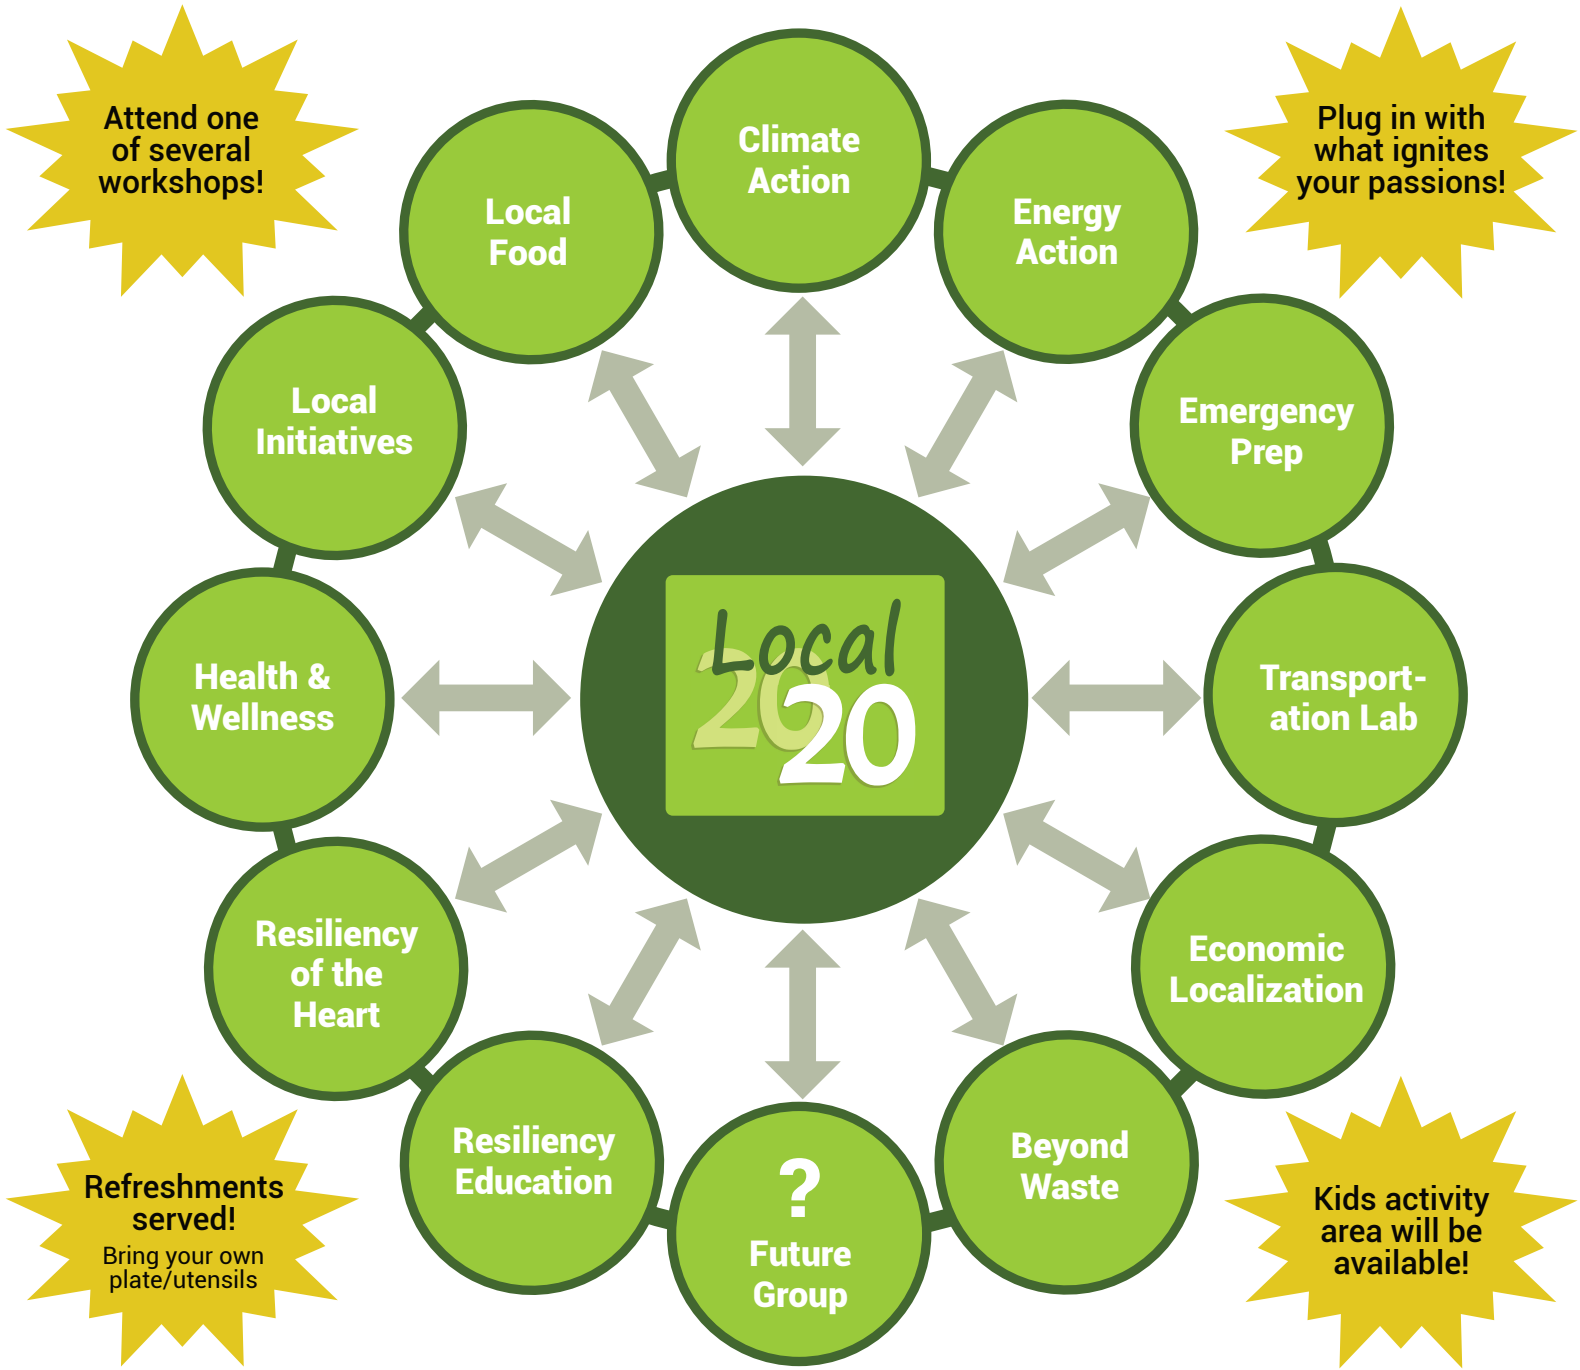 Attend one
of several
workshops!
Plug in with
what ignites
your passions!
Climate
Action
Energy
Action
Emergency
Prep
Transport-
ation Lab
Economic
Localization
Beyond
Waste
?
Future
Group
Resiliency
Education
Resiliency
of the
Heart
Health &
Wellness
Local
Initiatives
Local
Food
Local
20
20
Refreshments
served!
Bring your own
plate/utensils
Kids activity
area will be
available!